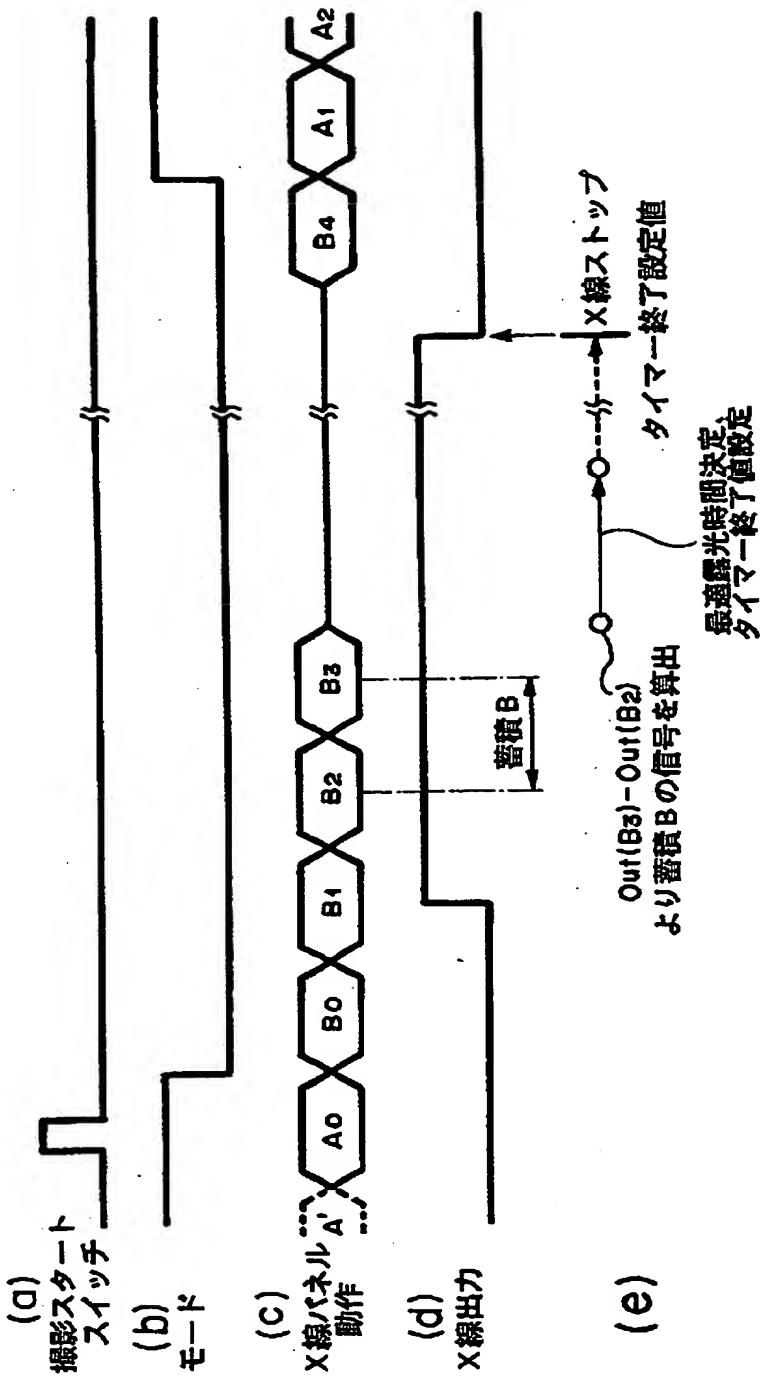 (a)
撮影スタート
スイッチ
(b)
モード
(c)
X線パネル
動作
A'
A0
B0
B1
B2
B3
B4
A1
A2
蓄積B
(d)
X線出力
(e)
Out(B3)-Out(B2)
より蓄積Bの信号を算出
最適露光時間決定、
タイマー終了値設定
X線ストップ
タイマー終了設定値